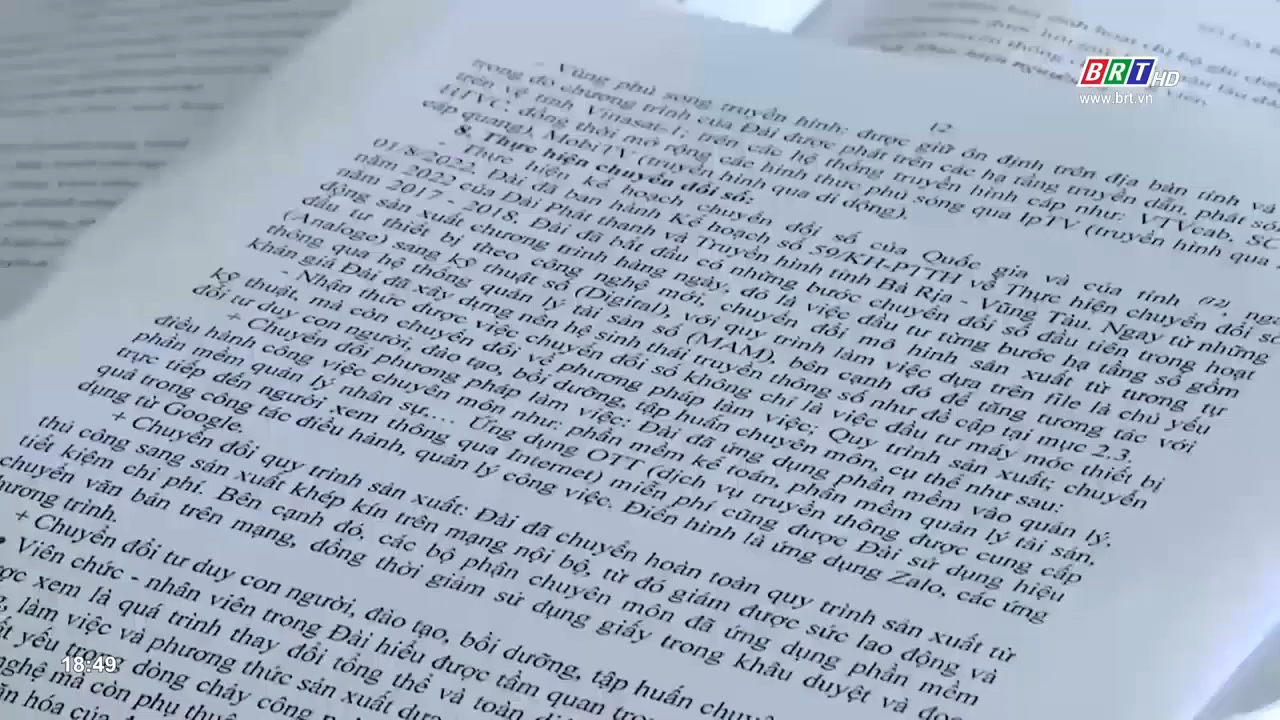 BRT HD
www.brt.vn
12
- Vùng phủ sóng truyền hình: được giữ ổn định trên địa bàn tỉnh và
trong đó chương trình của Đài được phát trên các hạ tầng truyền dẫn, phát són
trên vệ tinh Vinasat-1; trên các hệ thống truyền hình cáp như: VTVcab, SC
HTVC; đồng thời mở rộng các hình thức phủ sóng qua IpTV (truyền hình qua
cáp quang), MobiTV (truyền hình qua di động).
8. Thực hiện chuyển đổi số:
- Thực hiện kế hoạch chuyển đổi số của Quốc gia và của tỉnh (12), ngà
01/8/2022, Đài đã ban hành Kế hoạch số 59/KH-PTTH về Thực hiện chuyển đổi số
năm 2022 của Đài Phát thanh và Truyền hình tỉnh Bà Rịa - Vũng Tàu. Ngay từ những
năm 2017 - 2018, Đài đã bắt đầu có những bước chuyển đổi số đầu tiên trong hoạt
động sản xuất chương trình hàng ngày, đó là việc đầu tư từng bước hạ tầng số gồm
đầu tư thiết bị theo công nghệ mới, chuyển đổi mô hình sản xuất từ tương tự
(Analoge) sang kỹ thuật số (Digital), với quy trình làm việc dựa trên file là chủ yếu
thông qua hệ thống quản lý tài sản số (MAM), bên cạnh đó để tăng tương tác với
khán giả Đài đã xây dựng nên hệ sinh thái truyền thông số như đề cập tại mục 2.3.
- Nhận thức được việc chuyển đổi số không chỉ là việc đầu tư máy móc thiết bị
kỹ thuật, mà còn chuyển đổi về phương pháp làm việc; Quy trình sản xuất; chuyển
đổi tư duy con người, đào tạo, bồi dưỡng, tập huấn chuyên môn, cụ thể như sau:
+ Chuyển đổi phương pháp làm việc: Đài đã ứng dụng phần mềm vào quản lý,
điều hành công việc chuyên môn như: phần mềm kế toán, phần mềm quản lý tài sản,
phần mềm quản lý nhân sự... Ứng dụng OTT (dịch vụ truyền thông được cung cấp
trực tiếp đến người xem thông qua Internet) miễn phí cũng được Đài sử dụng hiệu
quả trong công tác điều hành, quản lý công việc. Điển hình là ứng dụng Zalo, các ứng
dụng từ Google.
+ Chuyển đổi quy trình sản xuất: Đài đã chuyển hoàn toàn quy trình sản xuất từ
thủ công sang sản xuất khép kín trên mạng nội bộ, từ đó giảm được sức lao động và
tiết kiệm chi phí. Bên cạnh đó, các bộ phận chuyên môn đã ứng dụng phần mềm
chuyển văn bản trên mạng, đồng thời giảm sử dụng giấy trong khâu duyệt và đọc
hương trình.
+ Chuyển đổi tư duy con người, đào tạo, bồi dưỡng, tập huấn chuyê
• Viên chức - nhân viên trong Đài hiểu được tầm quan tro
ợc xem là quá trình thay đổi tổng thể và toàn di
, làm việc và phương thức sản xuất dựa
ất yếu trong dòng chảy công
nghệ mà còn phụ thuộ
ăn hóa của
18:49